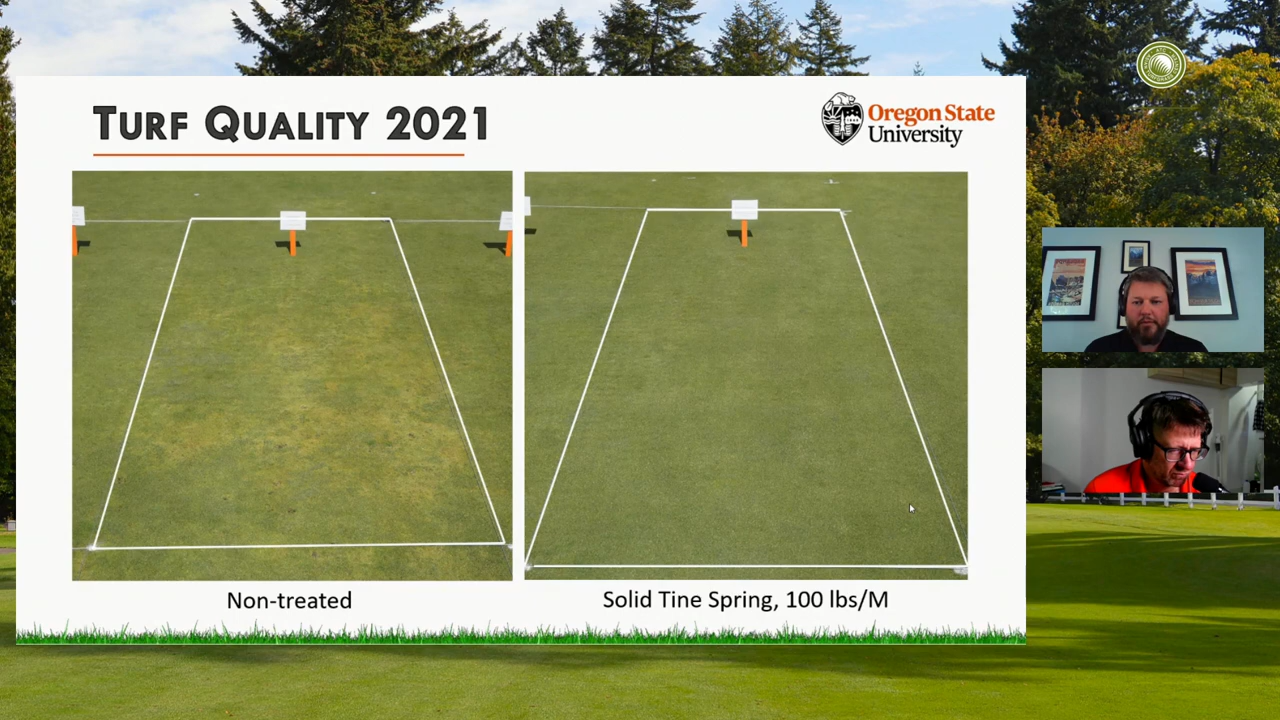 TURF QUALITY 2021
Oregon State
University
Non-treated
Solid Tine Spring, 100 lbs/M